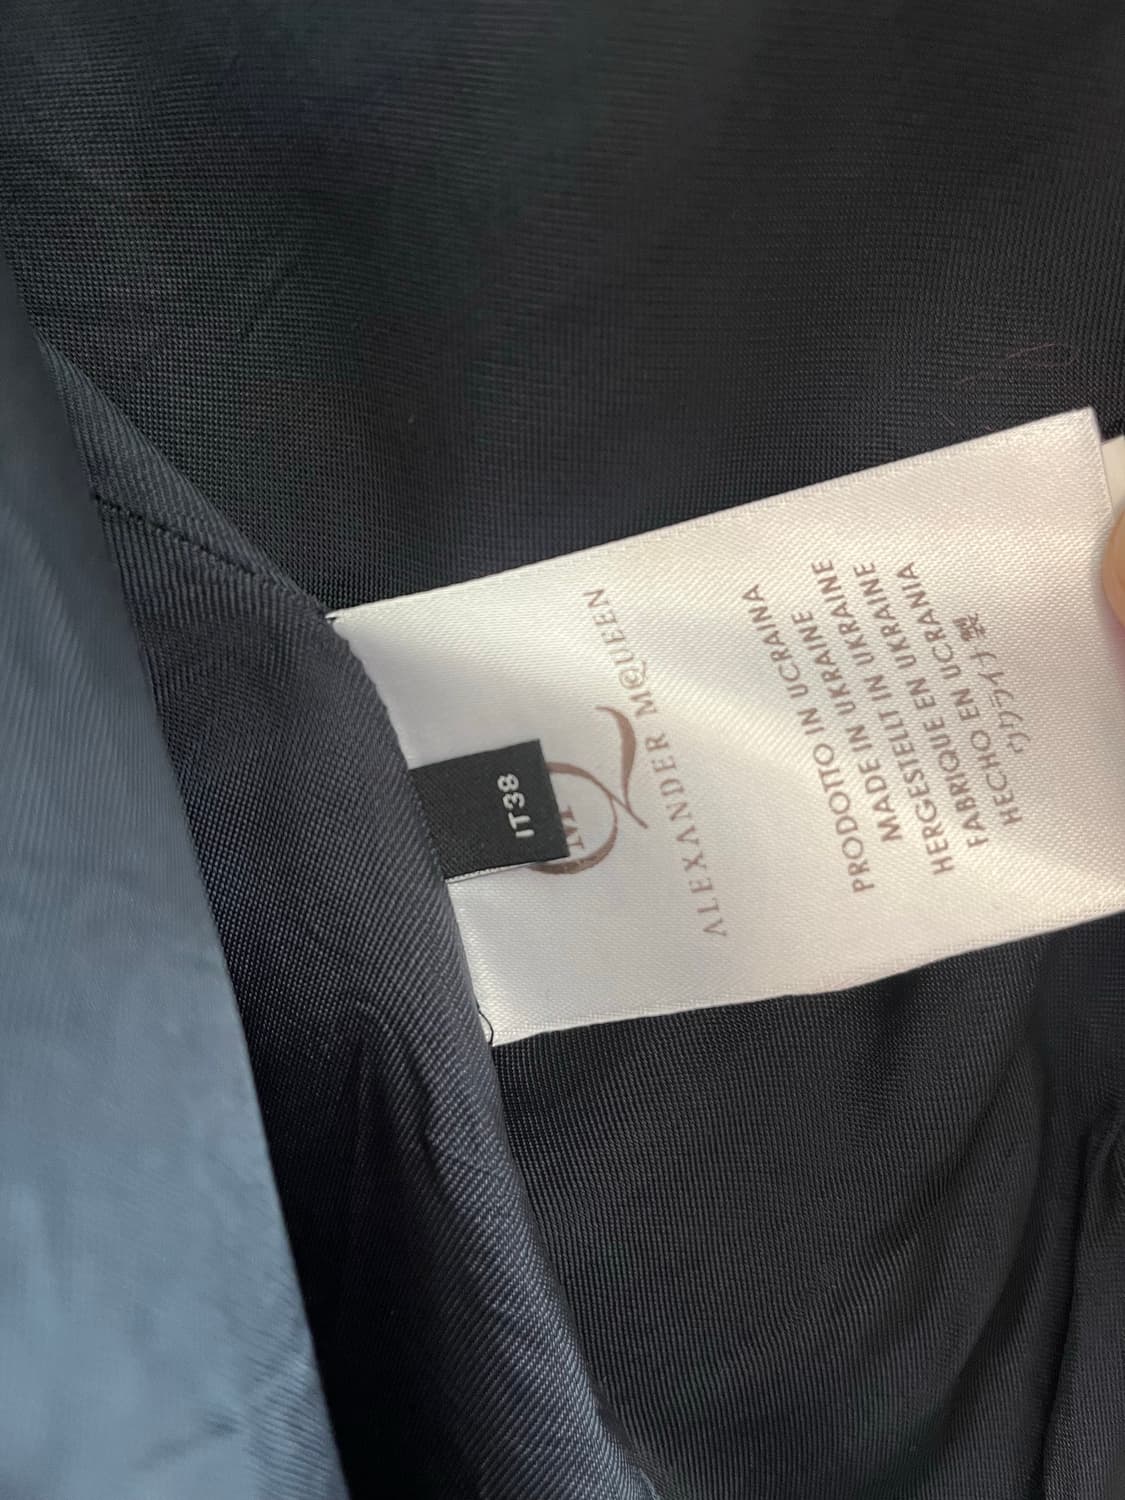 IT38
ALEXANDER MCQUEEN
PRODOTTO IN UCRAINA
MADE IN UKRAINE
HERGESTELLT IN UKRAINE
FABRIQUE EN UKRAINE
HECHO EN UCRANIA
ウクライナ製